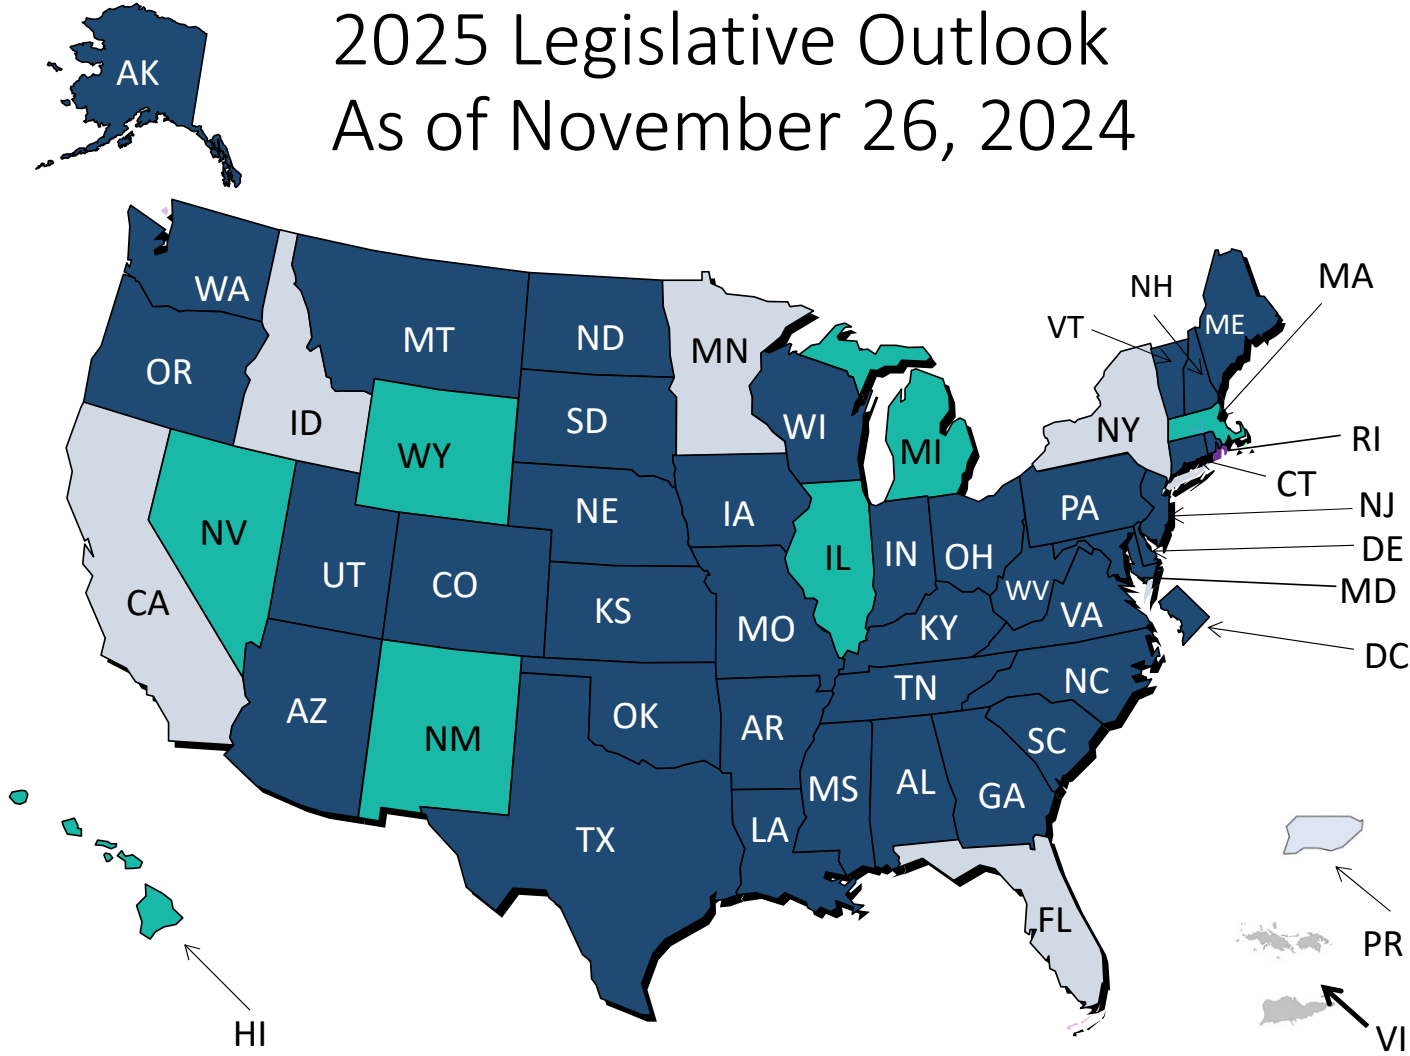 2025 Legislative Outlook
As of November 26, 2024
AK
WA
MT
ND
MN
OR
ID
SD
WI
WY
MI
NY
VT
NH
ME
MA
RI
CT
NJ
DE
MD
DC
PA
NE
IA
NV
UT
CO
CA
IL
IN
OH
WV
VA
KS
MO
KY
AZ
NM
OK
AR
TN
NC
SC
MS
AL
GA
TX
LA
FL
PR
HI
VI